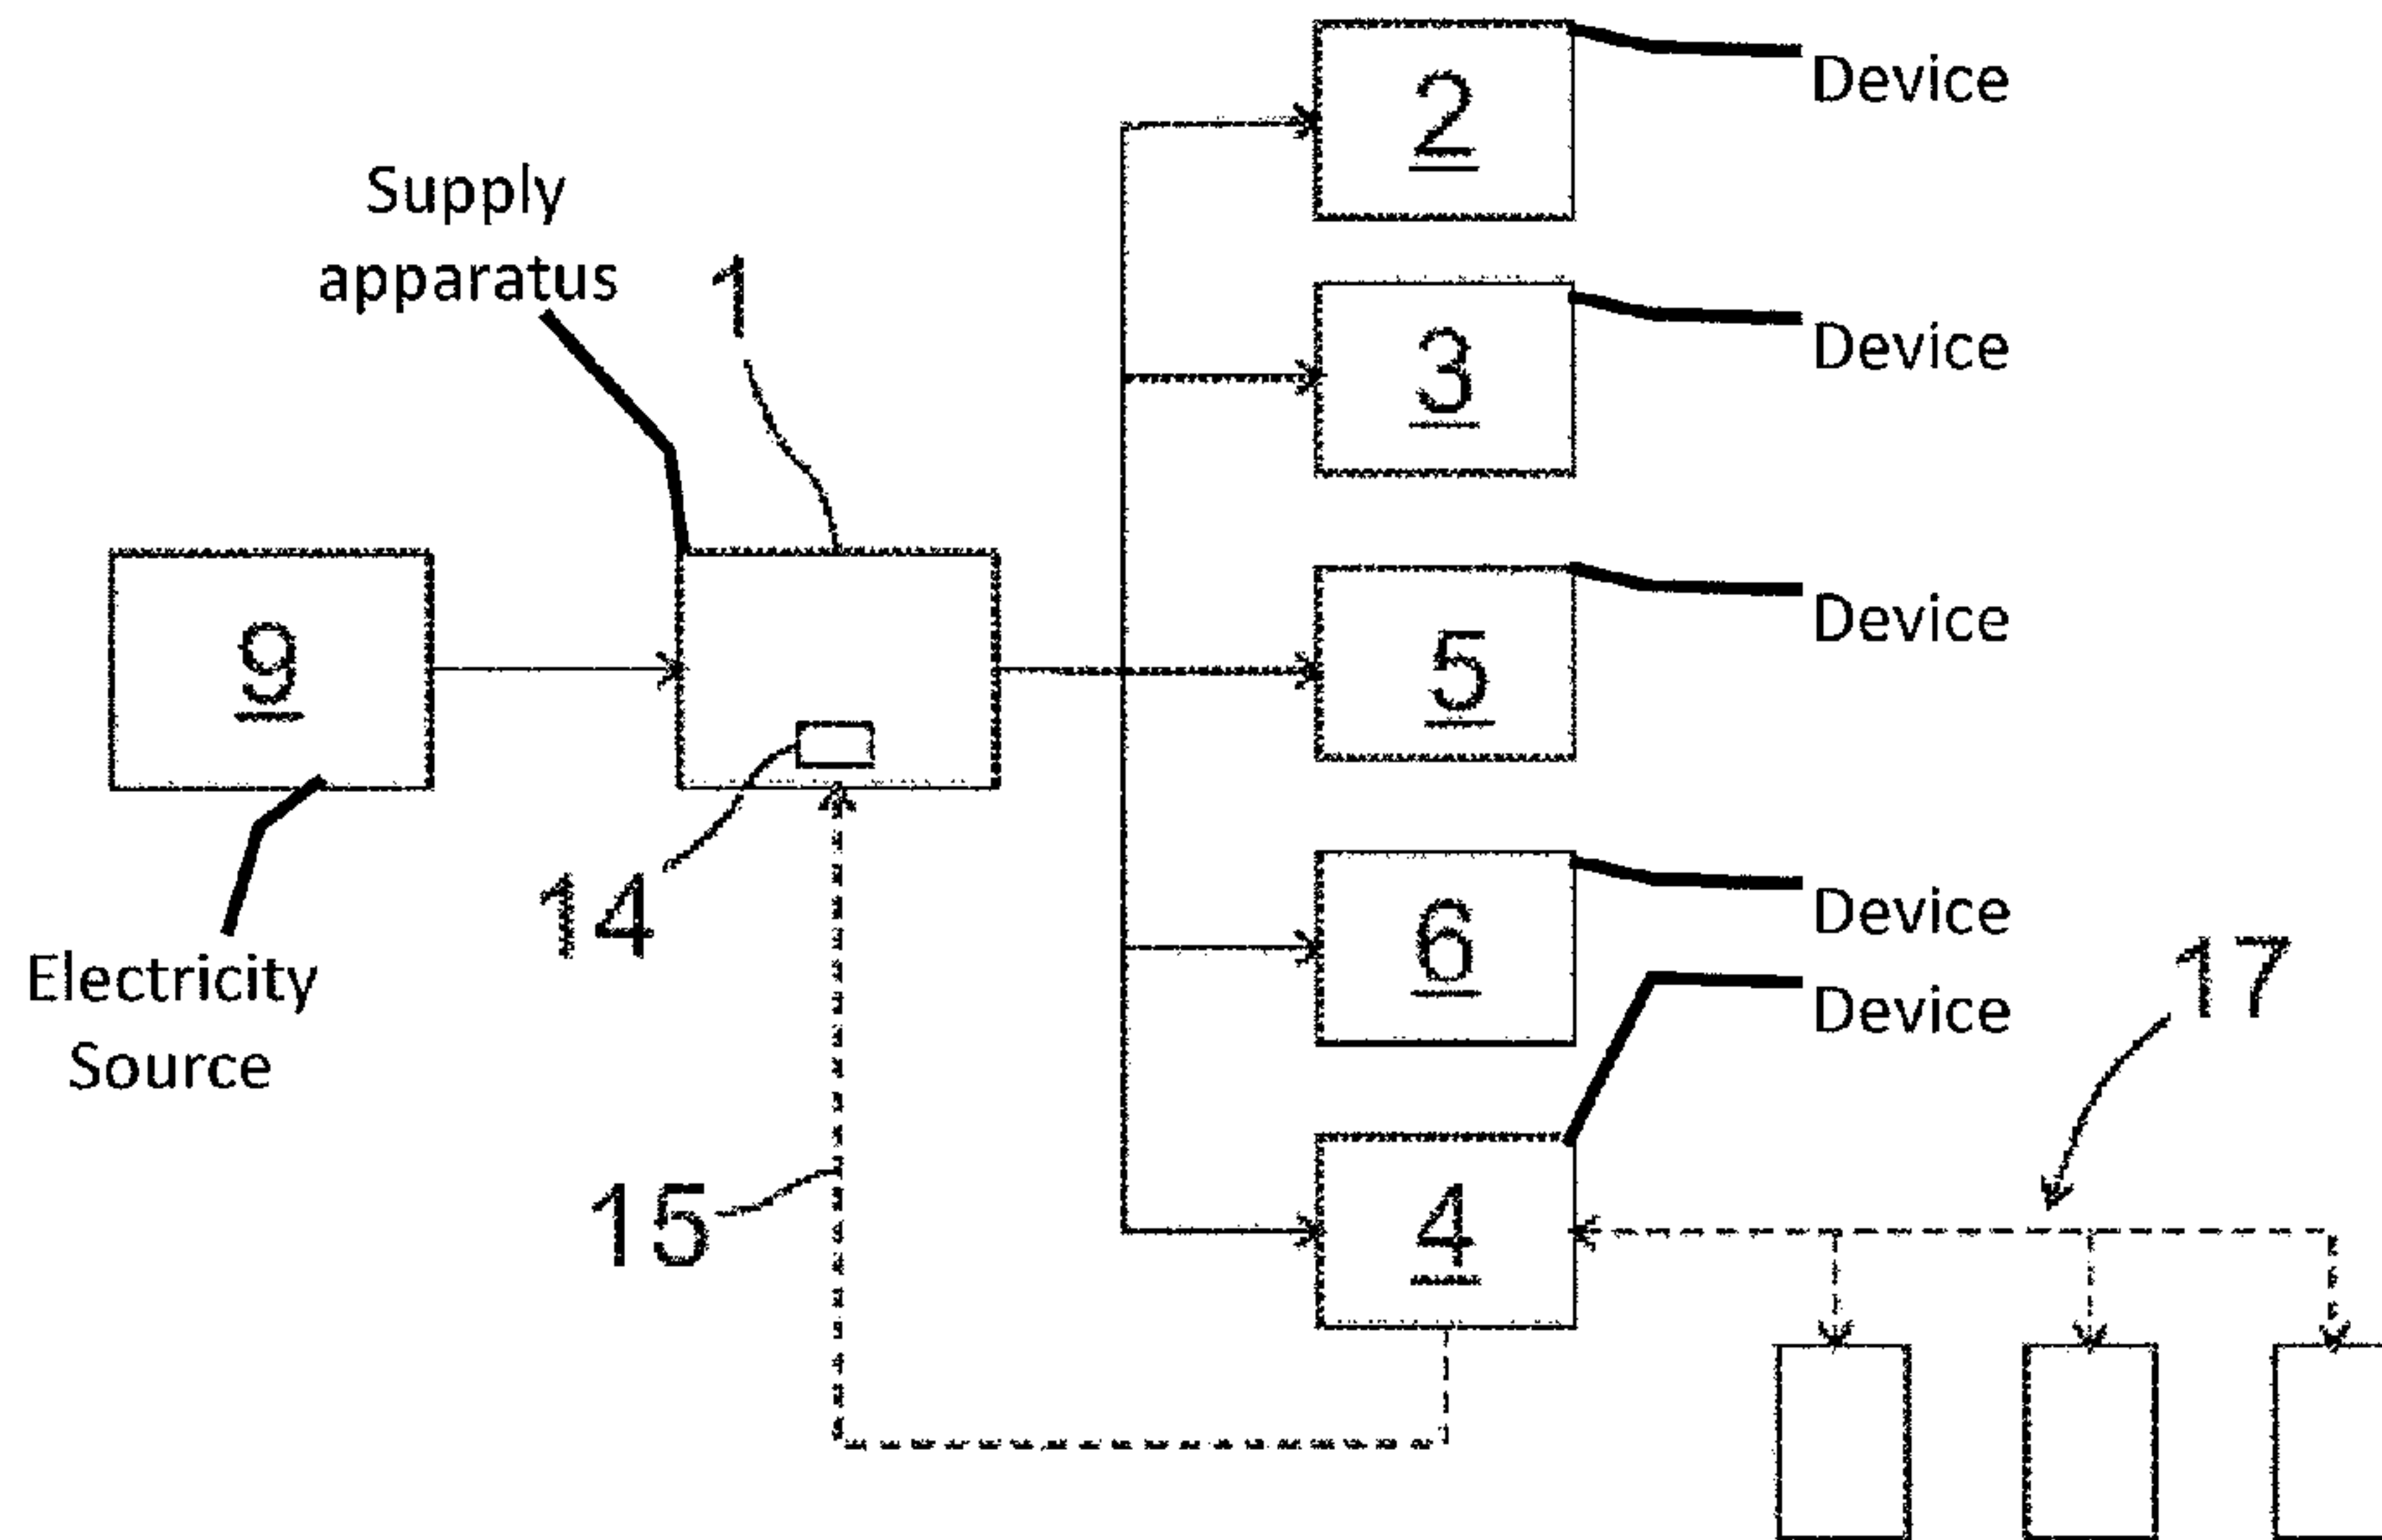 2
Device
Supply
apparatus
1
3
Device
9
5
Device
14
6
Device
Electricity
Source
Device
17
15
4